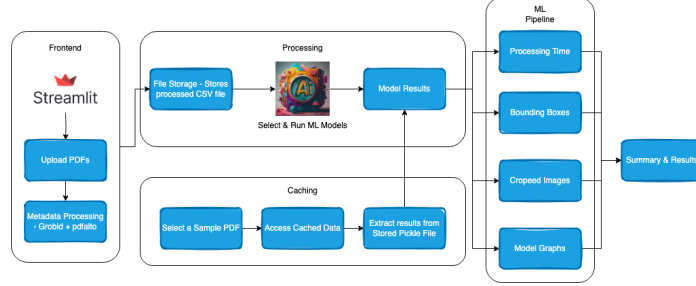 Frontend
Streamlit
Upload PDFs
Metadata Processing
- Grobid + pdfalto
Processing
File Storage - Stores
processed CSV file
Ai
Select & Run ML Models
Model Results
Caching
Select a Sample PDF
Access Cached Data
Extract results from
Stored Pickle File
ML
Pipeline
Processing Time
Bounding Boxes
Cropeed Images
Model Graphs
Summary & Results